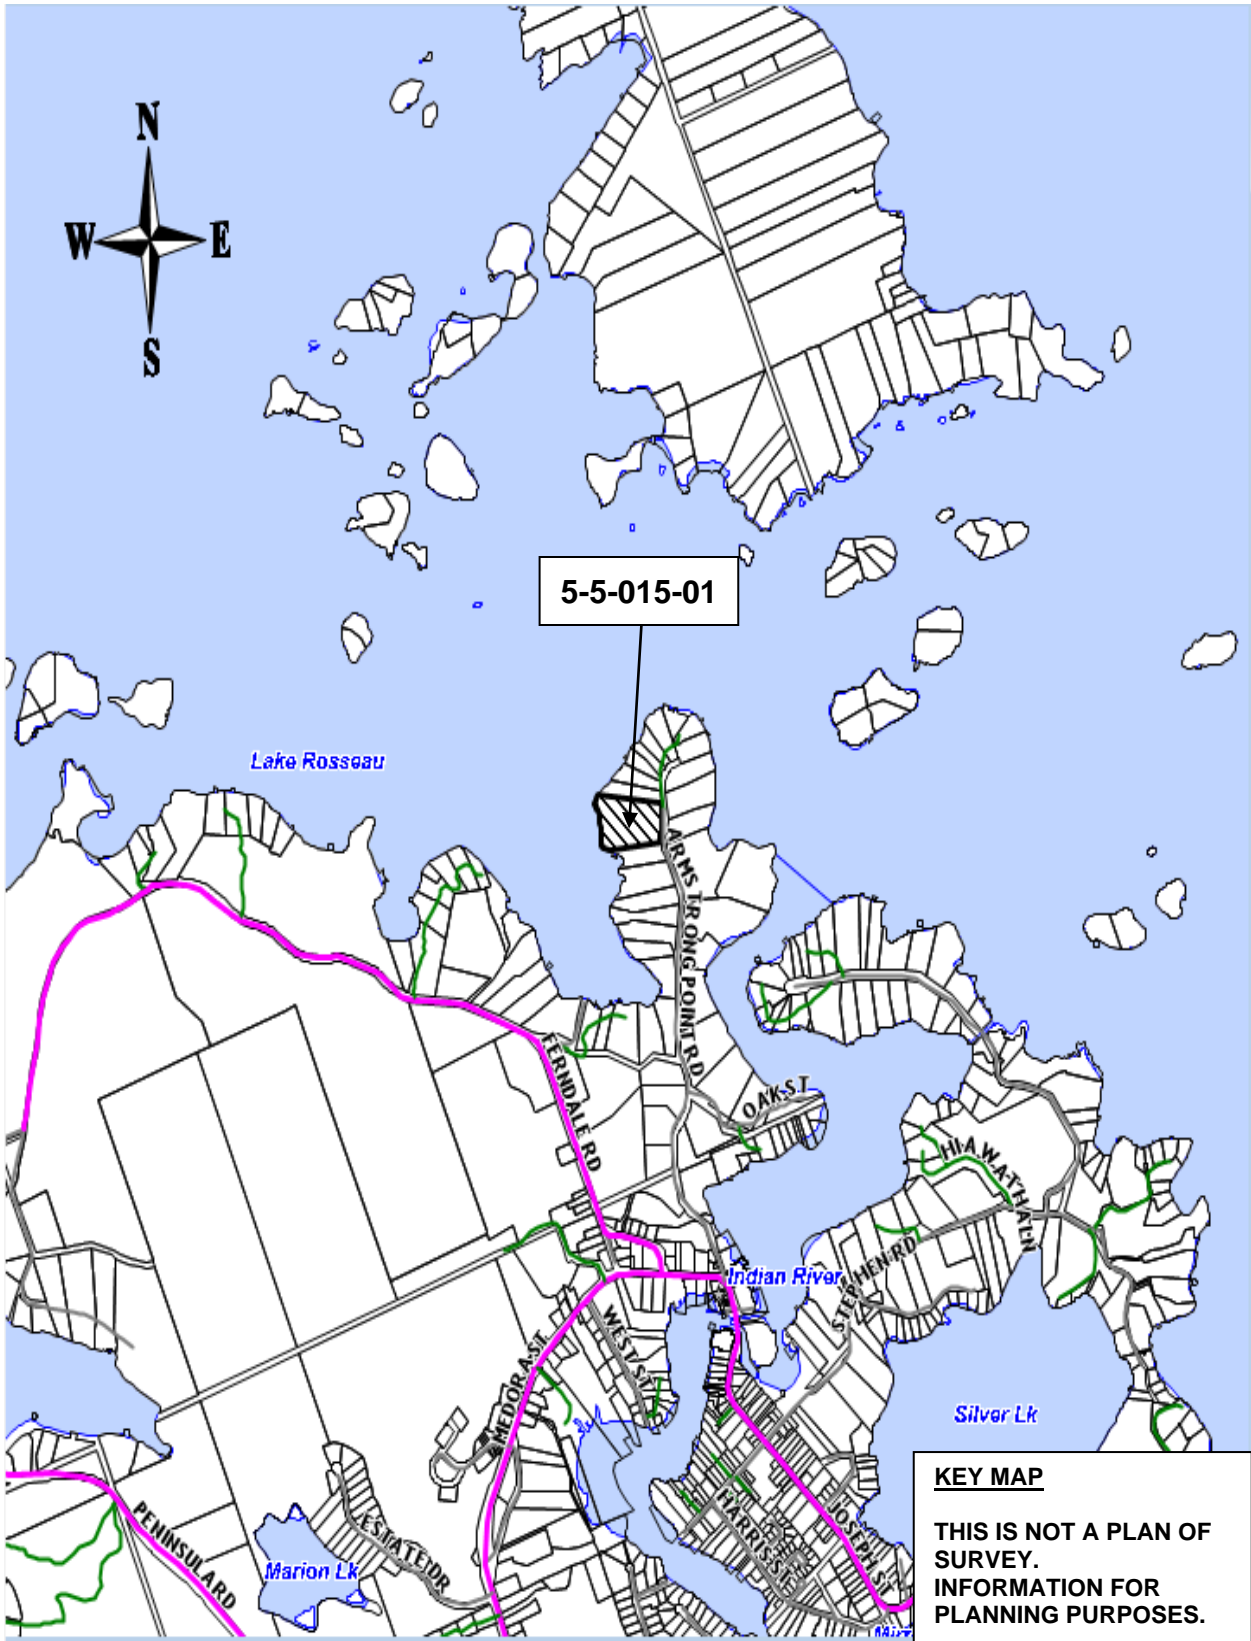 N
W
E
S
5-5-015-01
Lake Rosseau
ARMSTRONG POINT RD
FERNDALE RD
OAK ST
HIAWATHA LN
STEPHEN RD
Indian River
WEST ST
MEDORA ST
Silver Lk
HARRIS ST
JOSEPH ST
PENINSULA RD
ESTATE DR
Marion Lk
KEY MAP
THIS IS NOT A PLAN OF
SURVEY.
INFORMATION FOR
PLANNING PURPOSES.